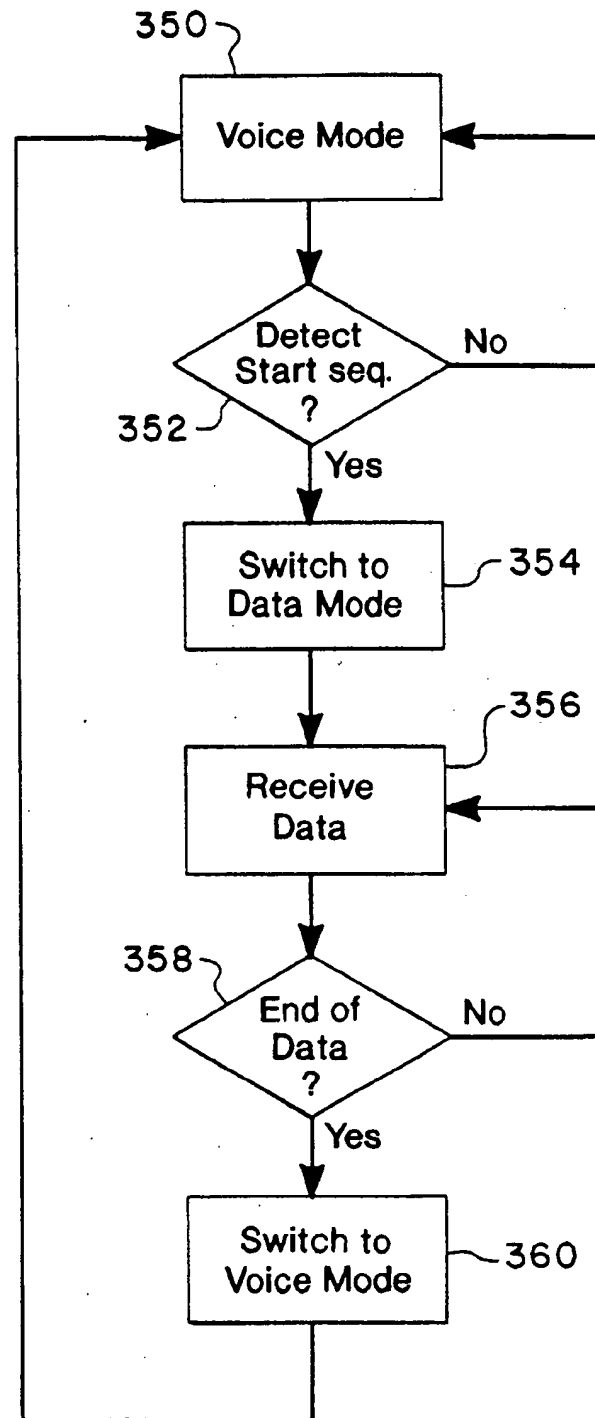 350
Voice Mode
Detect
Start seq.
?
No
352
Yes
Switch to
Data Mode
354
356
Receive
Data
358
End of
Data
?
No
Yes
Switch to
Voice Mode
360